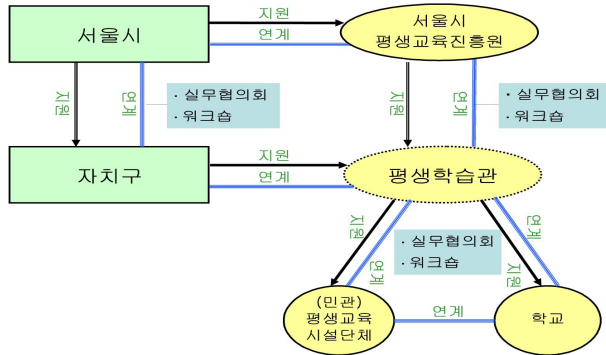 지원
서울시
연계
서울시
평생교육진흥원
지원
연계
· 실무협의회
· 워크숍
지원
연계
· 실무협의회
· 워크숍
지원
자치구
연계
평생학습관
지원
연계
· 실무협의회
· 워크숍
지원
연계
(민관)
평생교육
시설단체
연계
학교